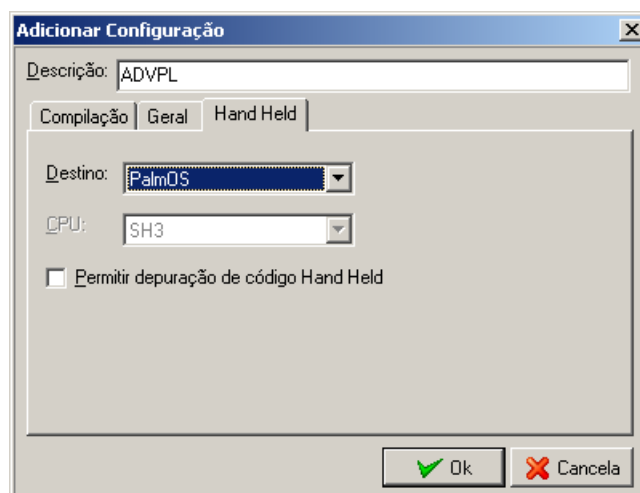 Adicionar Configuração
Descrição: ADVPL
Compilação Geral Hand Held
Destino: PalmOS
CPU: SH3
Permitir depuração de código Hand Held
Ok Cancela